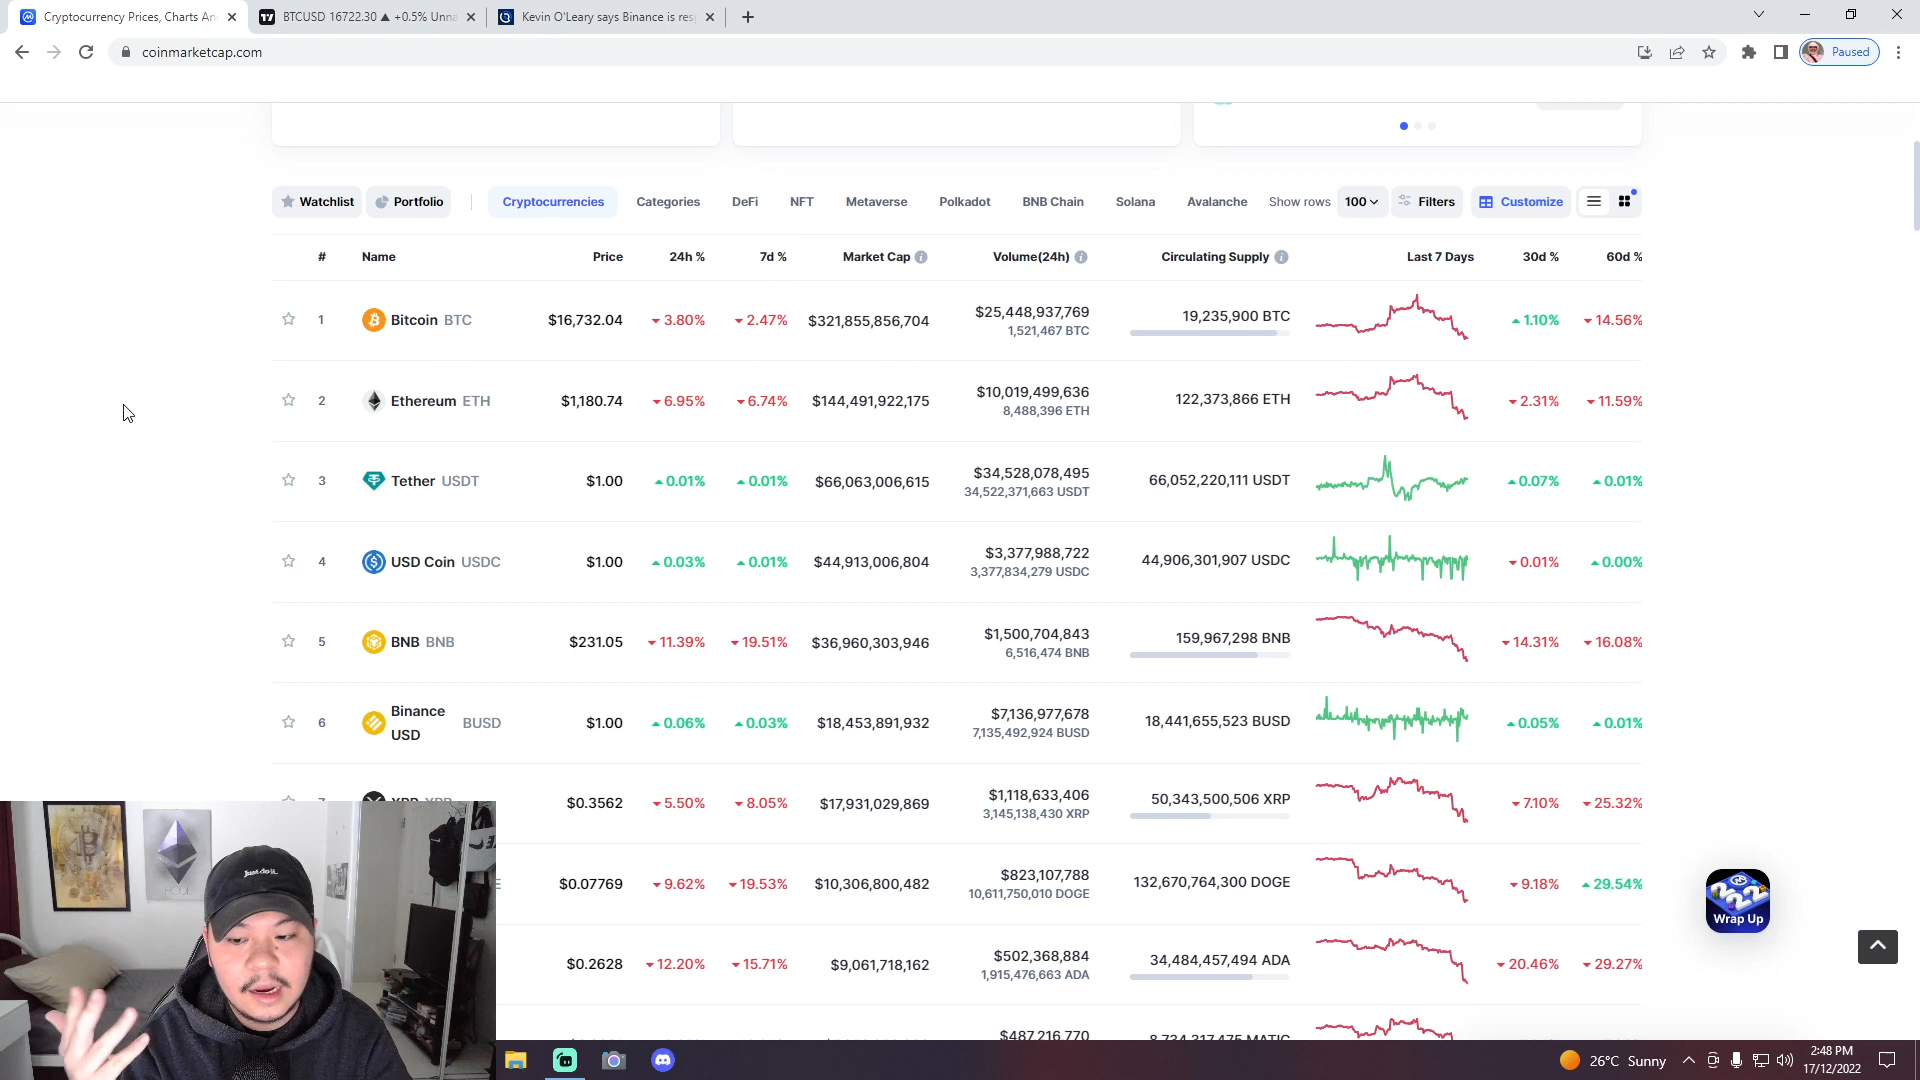 Cryptocurrency Prices, Charts An
BTCUSD 16722.30 ▲ +0.5% Unna
Kevin O'Leary says Binance is res
coinmarketcap.com
Paused
Watchlist
Portfolio
Cryptocurrencies
Categories
DeFi
NFT
Metaverse
Polkadot
BNB Chain
Solana
Avalanche
Show rows
100
Filters
Customize
# Name Price 24h % 7d % Market Cap Volume(24h) Circulating Supply Last 7 Days 30d % 60d %
1 Bitcoin BTC $16,732.04 3.80% 2.47% $321,855,856,704 $25,448,937,769 19,235,900 BTC 1.10% 14.56%
1,521,467 BTC
2 Ethereum ETH $1,180.74 6.95% 6.74% $144,491,922,175 $10,019,499,636 122,373,866 ETH 2.31% 11.59%
8,488,396 ETH
3 Tether USDT $1.00 0.01% 0.01% $66,063,006,615 $34,528,078,495 66,052,220,111 USDT 0.07% 0.01%
34,522,371,663 USDT
4 USD Coin USDC $1.00 0.03% 0.01% $44,913,006,804 $3,377,988,722 44,906,301,907 USDC 0.01% 0.00%
3,377,834,279 USDC
5 BNB BNB $231.05 11.39% 19.51% $36,960,303,946 $1,500,704,843 159,967,298 BNB 14.31% 16.08%
6,516,474 BNB
6 Binance USD BUSD $1.00 0.06% 0.03% $18,453,891,932 $7,136,977,678 18,441,655,523 BUSD 0.05% 0.01%
7,135,492,924 BUSD
7 XRP XRP $0.3562 5.50% 8.05% $17,931,029,869 $1,118,633,406 50,343,500,506 XRP 7.10% 25.32%
3,145,138,430 XRP
$0.07769 9.62% 19.53% $10,306,800,482 $823,107,788 132,670,764,300 DOGE 9.18% 29.54%
10,611,750,010 DOGE
$0.2628 12.20% 15.71% $9,061,718,162 $502,368,884 34,484,457,494 ADA 20.46% 29.27%
1,915,476,663 ADA
$487,216,770 8,734,317,475 MATIC
2022
Wrap Up
Just do it.
HODL
26°C Sunny
2:48 PM
17/12/2022